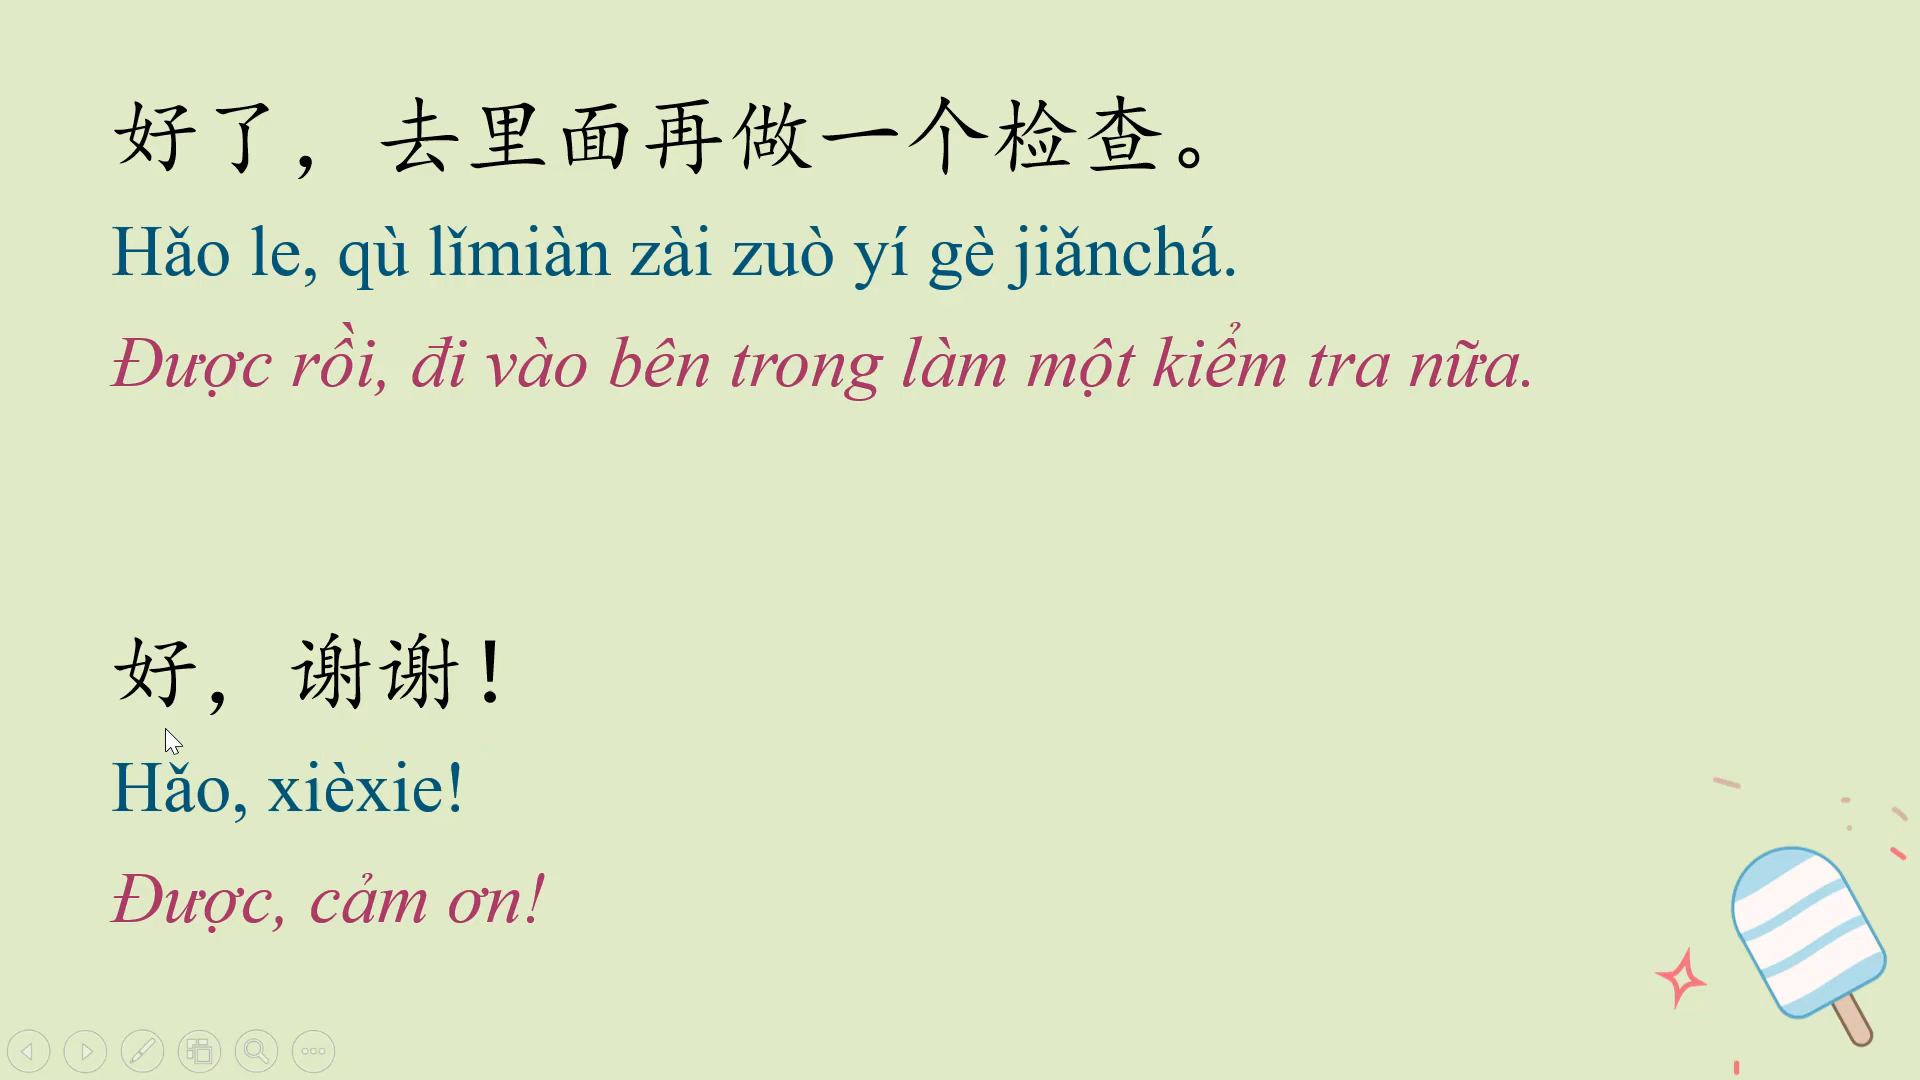 好了，去里面再做一个检查。
Hǎo le, qù lǐmiàn zài zuò yí gè jiǎnchá.
Được rồi, đi vào bên trong làm một kiểm tra nữa.
好，谢谢！
Hǎo, xièxie!
Được, cảm ơn!